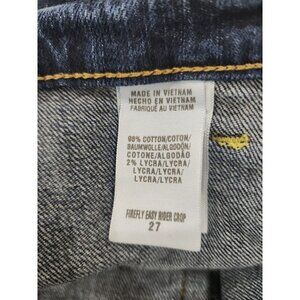 MADE IN VIETNAM
HECHO EN VIETNAM
FABRIQUÉ AU VIETNAM
98% COTTON/COTON/
BAUMWOLLE/ALGODÓN/
COTONE/ALGODÃO
2% LYCRA/LYCRA/
LYCRA/LYCRA/
LYCRA/LYCRA
FIREFLY EASY RIDER CROP
27